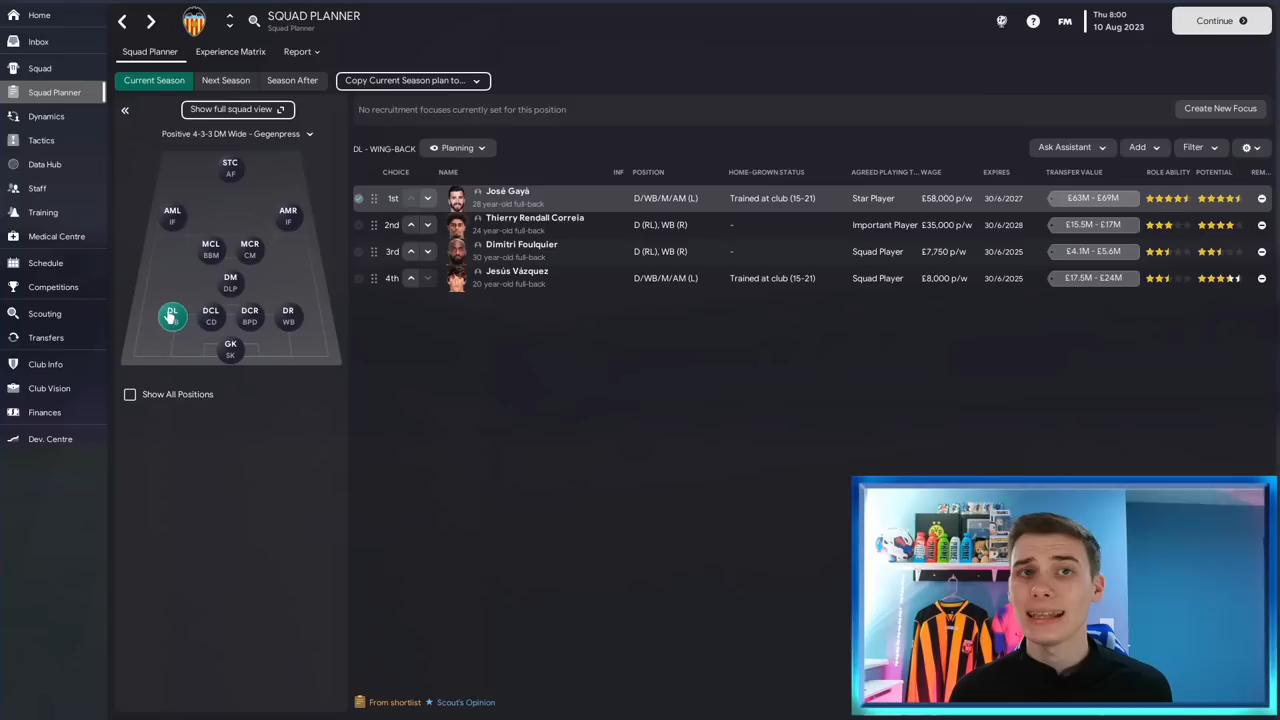 Home
Inbox
Squad
Squad Planner
Dynamics
Tactics
Data Hub
Staff
Training
Medical Centre
Schedule
Competitions
Scouting
Transfers
Club Info
Club Vision
Finances
Dev. Centre
SQUAD PLANNER
Squad Planner
FM
Thu 8:00
10 Aug 2023
Continue
Squad Planner Experience Matrix Report
Current Season Next Season Season After Copy Current Season plan to...
Show full squad view
Positive 4-3-3 DM Wide - Gegenpress
STC
AF
AML
IF
AMR
IF
MCL
BBM
MCR
CM
DM
DLP
DL
DCL
CD
DCR
BPD
DR
WB
GK
SK
Show All Positions
No recruitment focuses currently set for this position
Create New Focus
DL - WING-BACK Planning Ask Assistant Add Filter
CHOICE NAME INF POSITION HOME-GROWN STATUS AGREED PLAYING T... WAGE EXPIRES TRANSFER VALUE ROLE ABILITY POTENTIAL REM...
1st José Gayà D/WB/M/AM (L) Trained at club (15-21) Star Player £58,000 p/w 30/6/2027 £63M - £69M
28 year-old full-back
2nd Thierry Rendall Correia D (RL), WB (R) - Important Player £35,000 p/w 30/6/2028 £15.5M - £17M
24 year-old full-back
3rd Dimitri Foulquier D (RL), WB (R) - Squad Player £7,750 p/w 30/6/2025 £4.1M - £5.6M
30 year-old full-back
4th Jesús Vázquez D/WB/M/AM (L) Trained at club (15-21) Squad Player £8,000 p/w 30/6/2025 £17.5M - £24M
20 year-old full-back
From shortlist Scout's Opinion